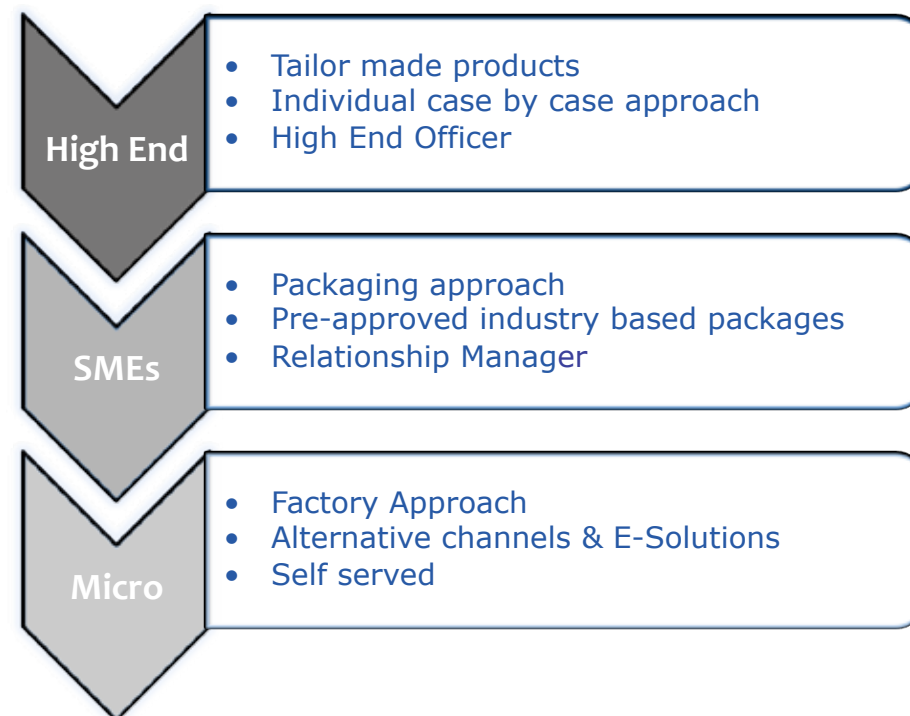 High End
• Tailor made products
• Individual case by case approach
• High End Officer
SMEs
• Packaging approach
• Pre-approved industry based packages
• Relationship Manager
Micro
• Factory Approach
• Alternative channels & E-Solutions
• Self served